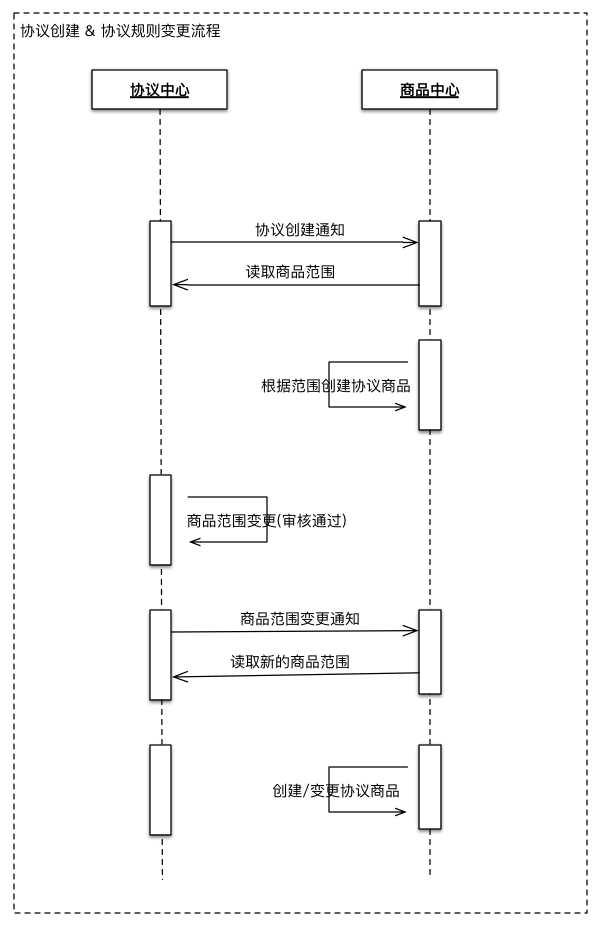 协议创建 & 协议规则变更流程
协议中心
商品中心
协议创建通知
读取商品范围
根据范围创建协议商品
商品范围变更(审核通过)
商品范围变更通知
读取新的商品范围
创建/变更协议商品